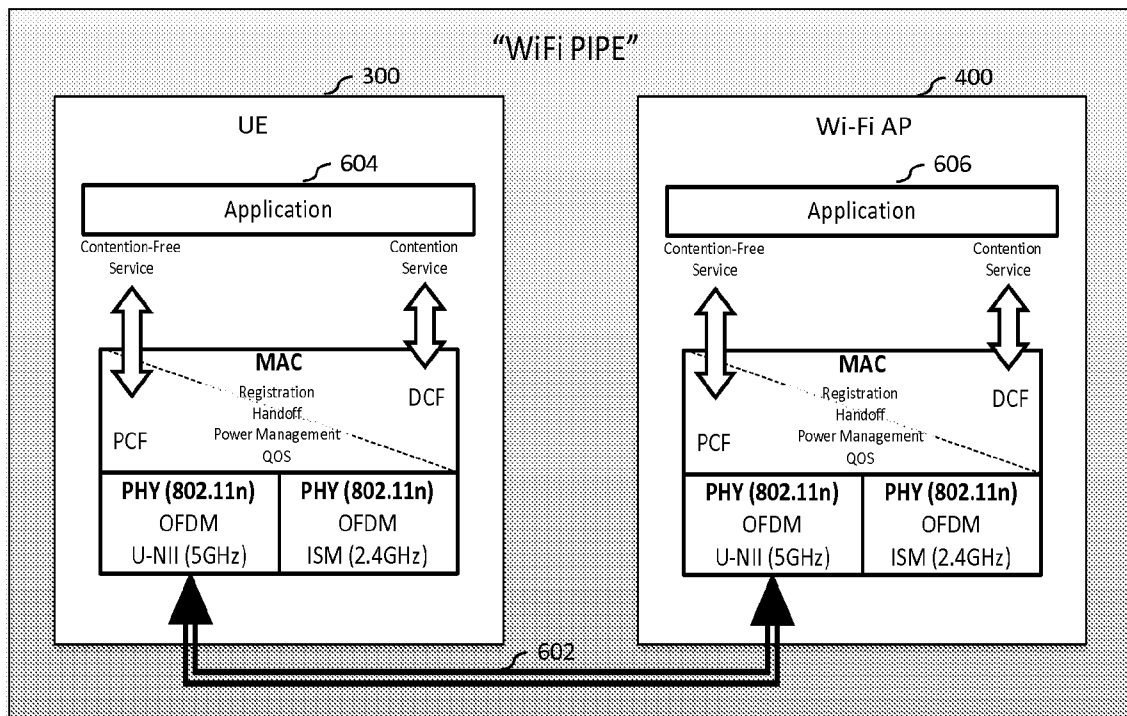 “WiFi PIPE”
300
400
UE
Wi-Fi AP
604
606
Application
Application
Contention-Free
Service
Contention
Service
Contention-Free
Service
Contention
Service
MAC
Registration
Handoff
Power Management
QOS
PCF
DCF
MAC
Registration
Handoff
Power Management
QOS
PCF
DCF
PHY (802.11n)
OFDM
U-NII (5GHz)
PHY (802.11n)
OFDM
ISM (2.4GHz)
PHY (802.11n)
OFDM
U-NII (5GHz)
PHY (802.11n)
OFDM
ISM (2.4GHz)
602